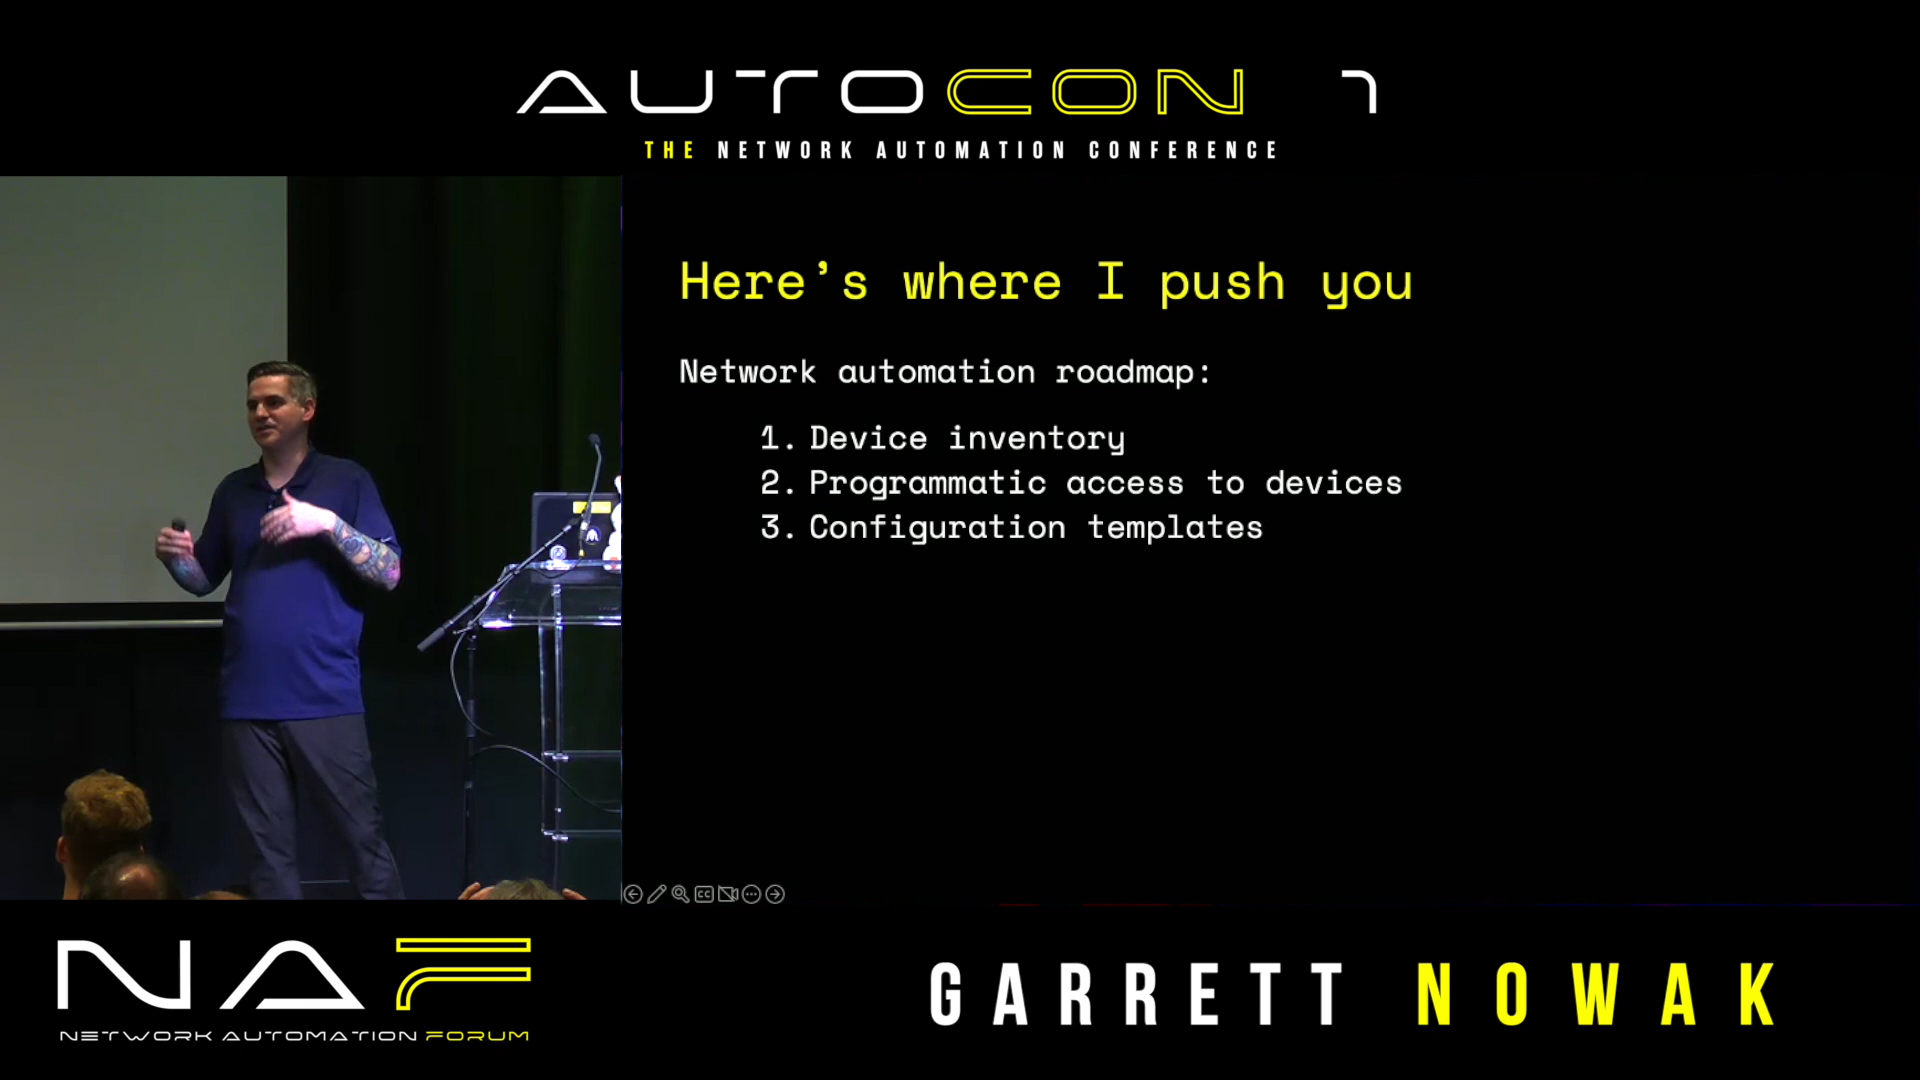 AUTOCON 1
THE NETWORK AUTOMATION CONFERENCE
Here's where I push you
Network automation roadmap:
1. Device inventory
2. Programmatic access to devices
3. Configuration templates
CC
NAF
NETWORK AUTOMATION FORUM
GARRETT NOWAK